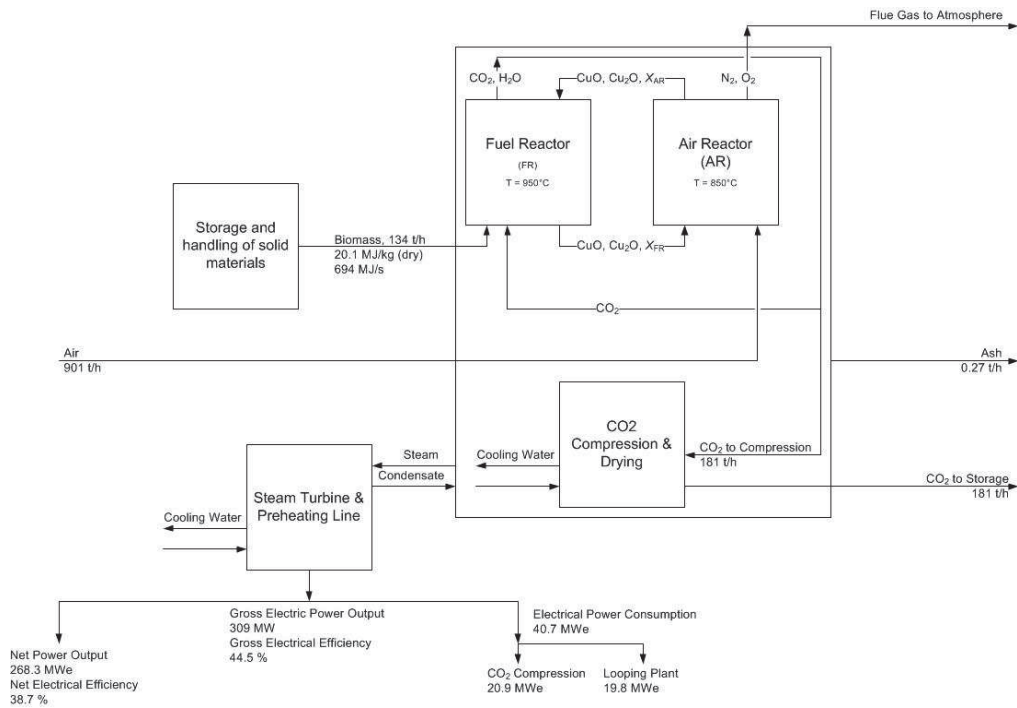 Flue Gas to Atmosphere
CO₂, H₂O
CuO, Cu₂O, XAR
N₂, O₂
Fuel Reactor
(FR)
T = 950°C
Air Reactor
(AR)
T = 850°C
Storage and
handling of solid
materials
Biomass, 134 t/h
20.1 MJ/kg (dry)
694 MJ/s
CuO, Cu₂O, XFR
CO₂
Air
901 t/h
Ash
0.27 t/h
CO2
Compression &
Drying
CO₂ to Compression
181 t/h
Steam
Condensate
Cooling Water
CO₂ to Storage
181 t/h
Steam Turbine &
Preheating Line
Cooling Water
Gross Electric Power Output
309 MW
Gross Electrical Efficiency
44.5 %
Electrical Power Consumption
40.7 MWe
Net Power Output
268.3 MWe
Net Electrical Efficiency
38.7 %
CO₂ Compression
20.9 MWe
Looping Plant
19.8 MWe